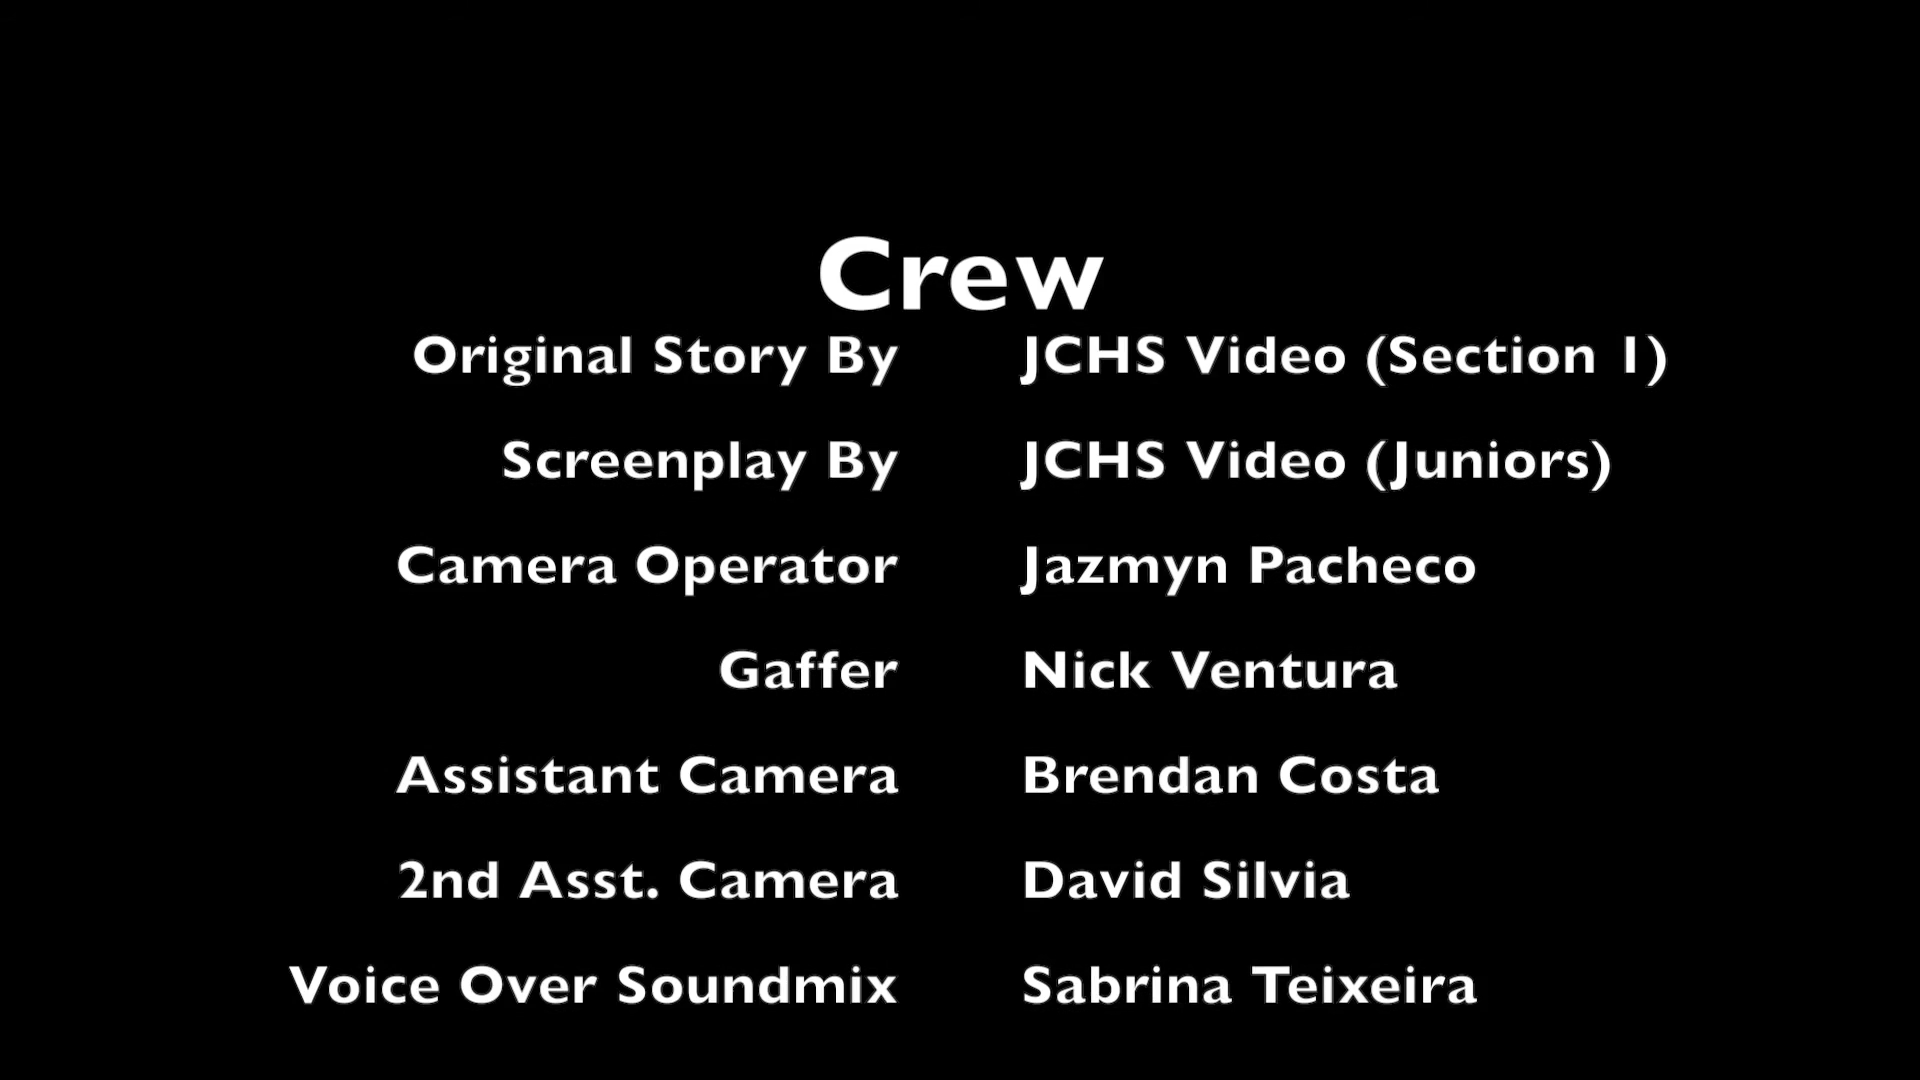 Crew
Original Story By JCHS Video (Section 1)
Screenplay By JCHS Video (Juniors)
Camera Operator Jazmyn Pacheco
Gaffer Nick Ventura
Assistant Camera Brendan Costa
2nd Asst. Camera David Silvia
Voice Over Soundmix Sabrina Teixeira